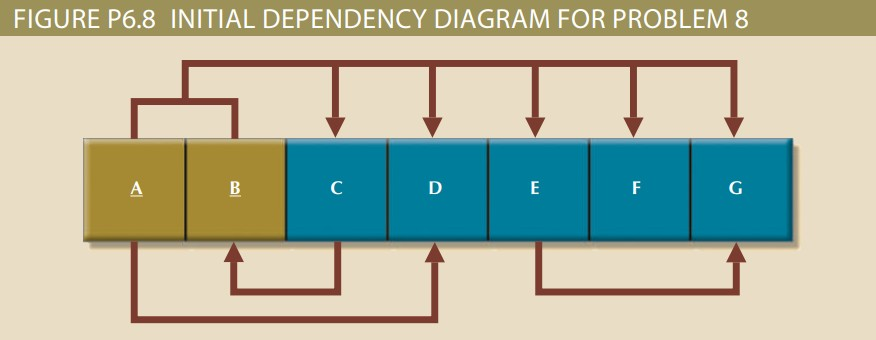 FIGURE P6.8 INITIAL DEPENDENCY DIAGRAM FOR PROBLEM 8
A B C D E F G